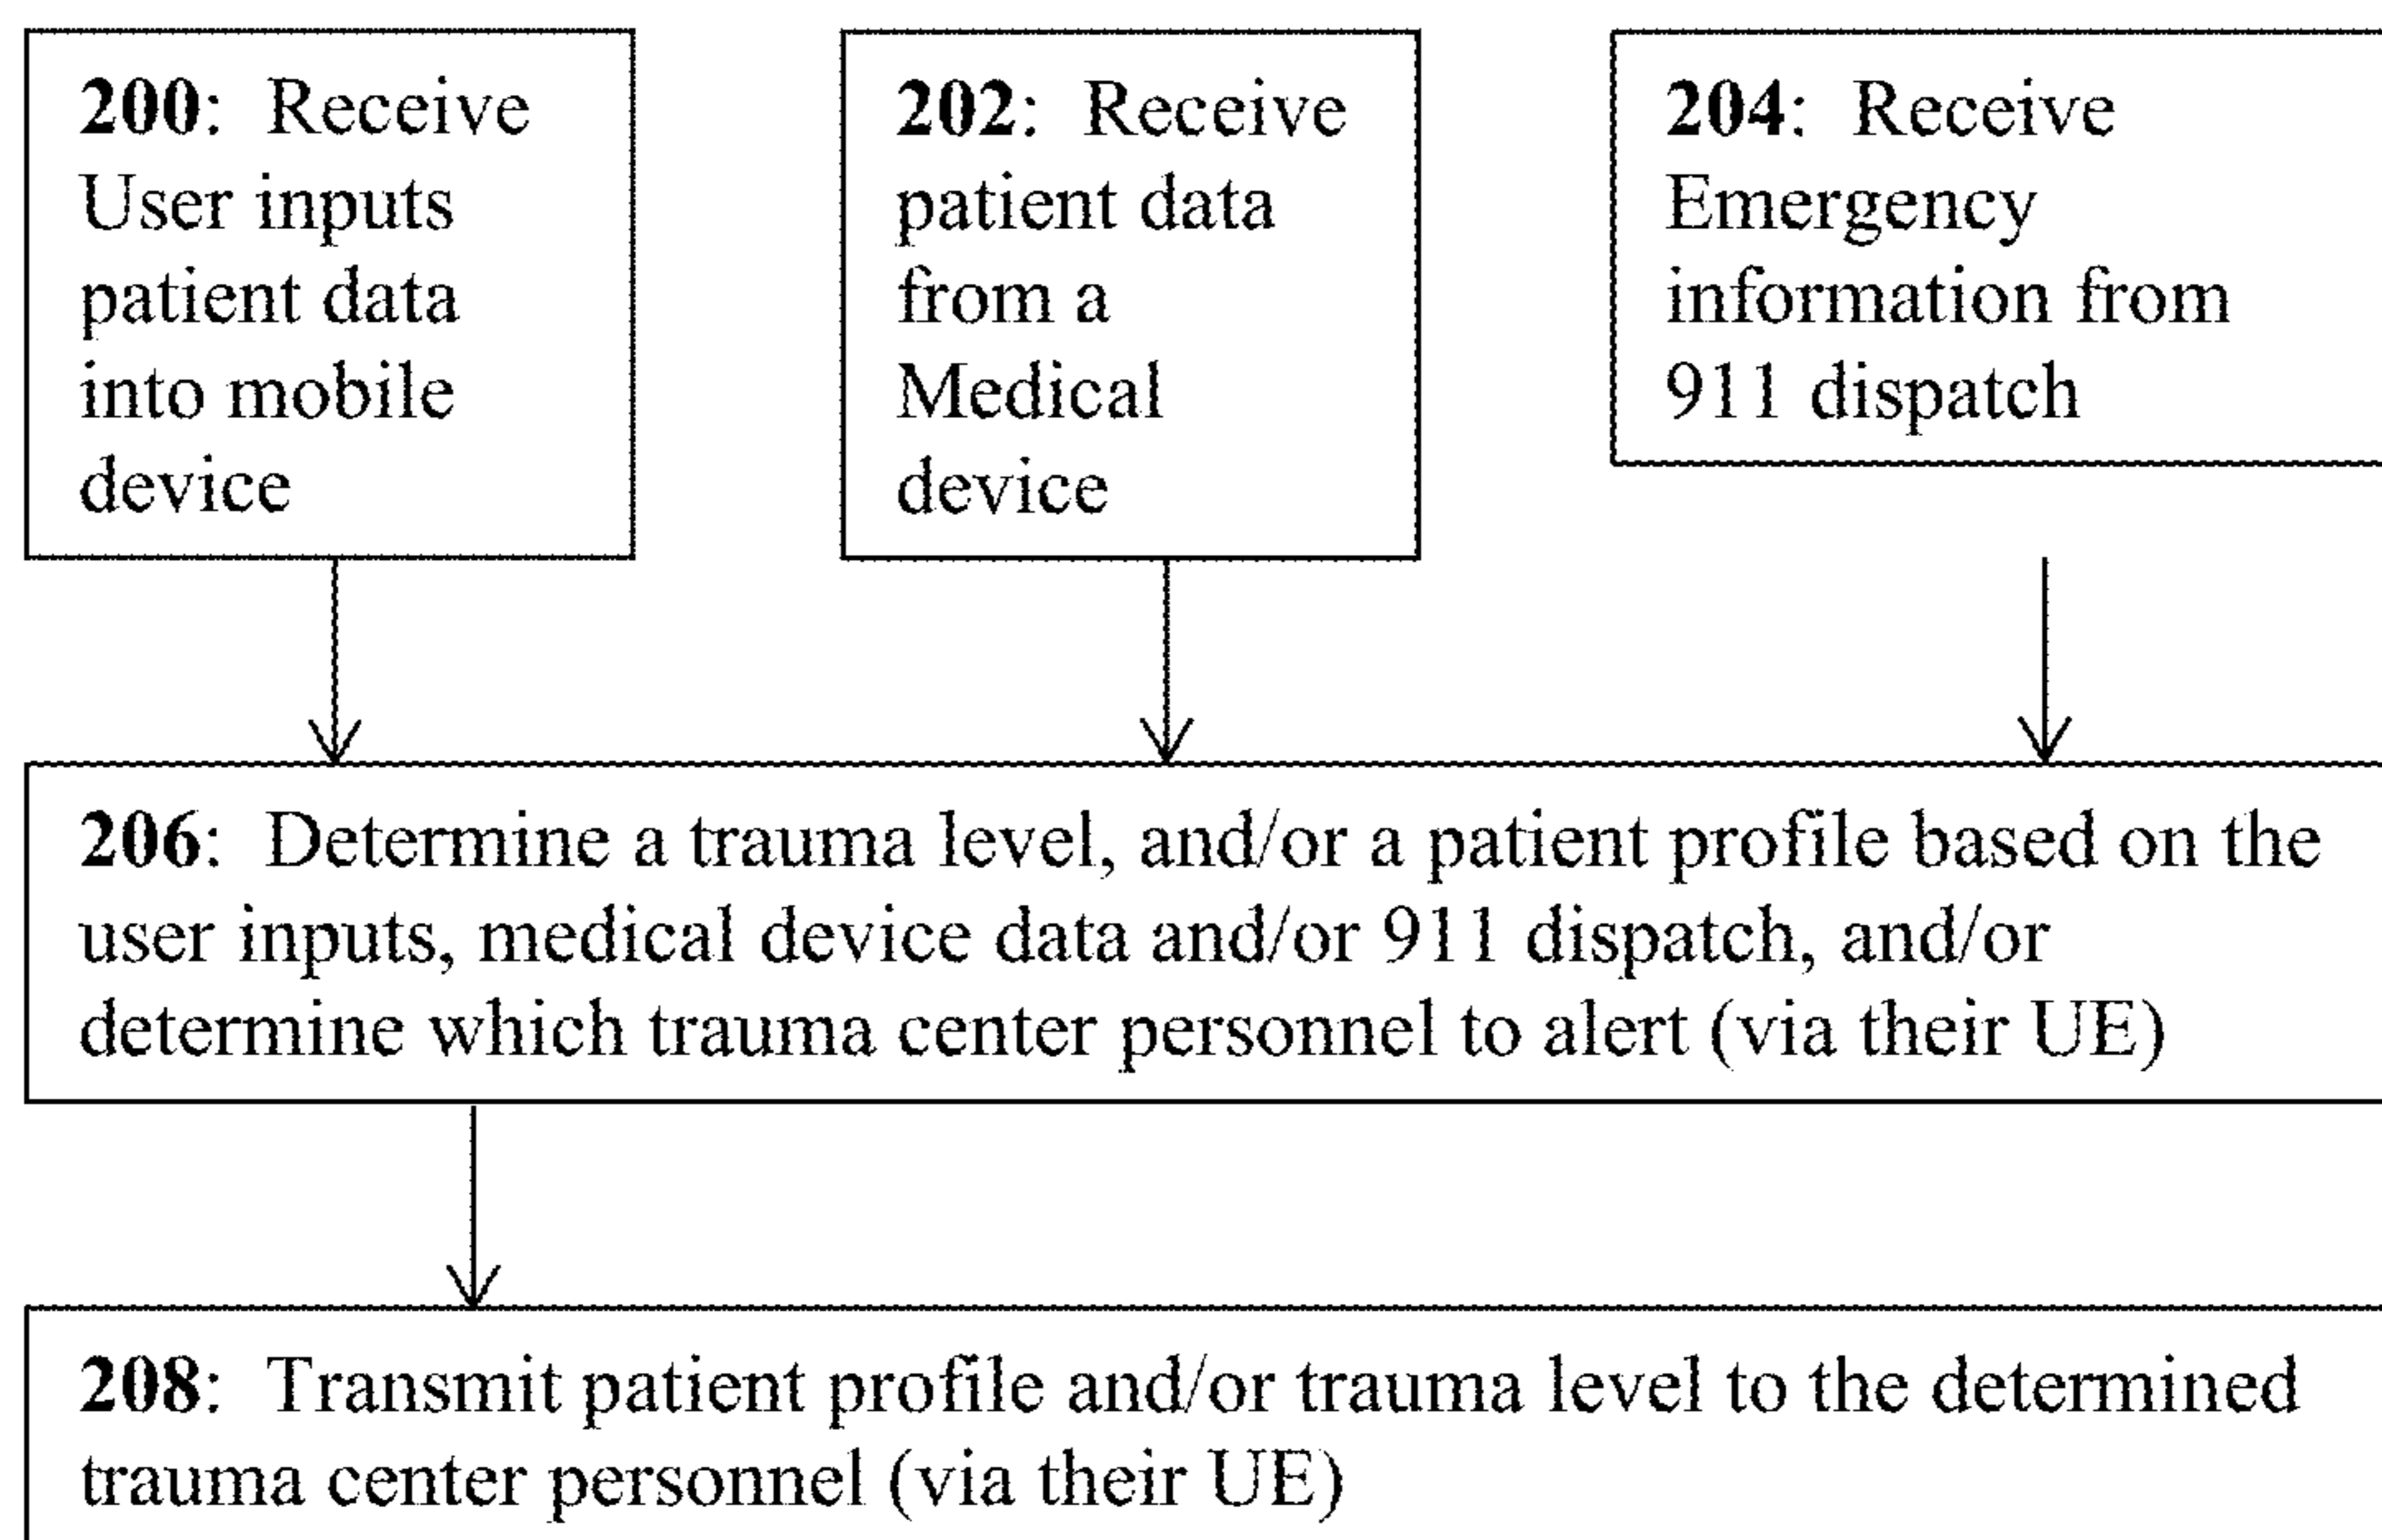 200: Receive
User inputs
patient data
into mobile
device
202: Receive
patient data
from a
Medical
device
204: Receive
Emergency
information from
911 dispatch
206: Determine a trauma level, and/or a patient profile based on the
user inputs, medical device data and/or 911 dispatch, and/or
determine which trauma center personnel to alert (via their UE)
208: Transmit patient profile and/or trauma level to the determined
trauma center personnel (via their UE)